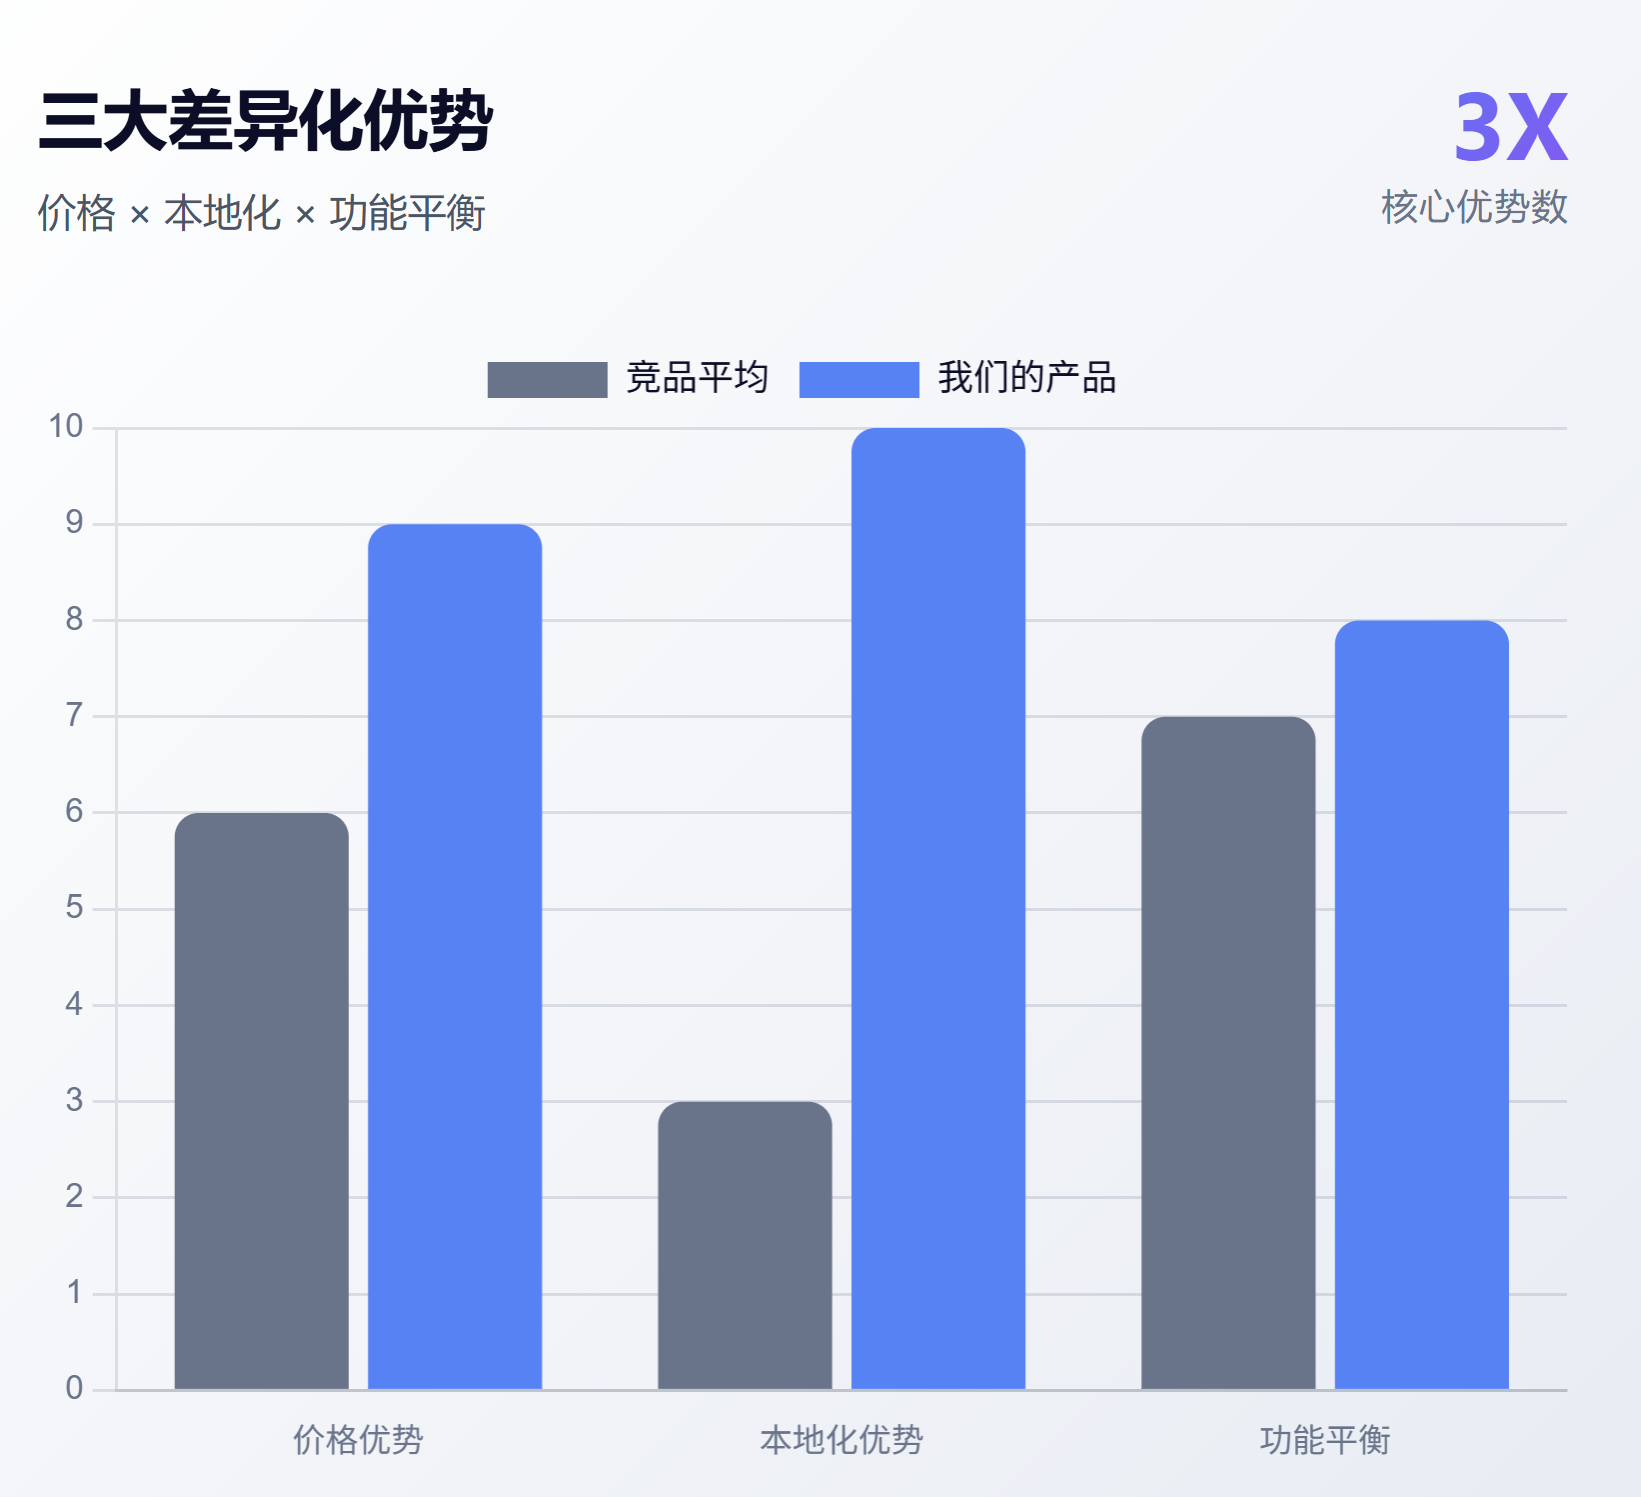 三大差异化优势
价格 × 本地化 × 功能平衡
3X
核心优势数
竞品平均
我们的产品
10
9
8
7
6
5
4
3
2
1
0
价格优势
本地化优势
功能平衡